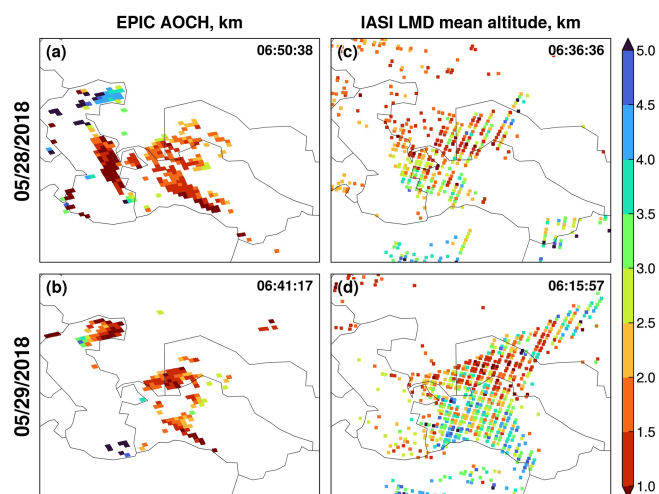 EPIC AOCH, km
IASI LMD mean altitude, km
05/28/2018
(a)
06:50:38
(c)
06:36:36
05/29/2018
(b)
06:41:17
(d)
06:15:57
5.0
4.5
4.0
3.5
3.0
2.5
2.0
1.5
1.0